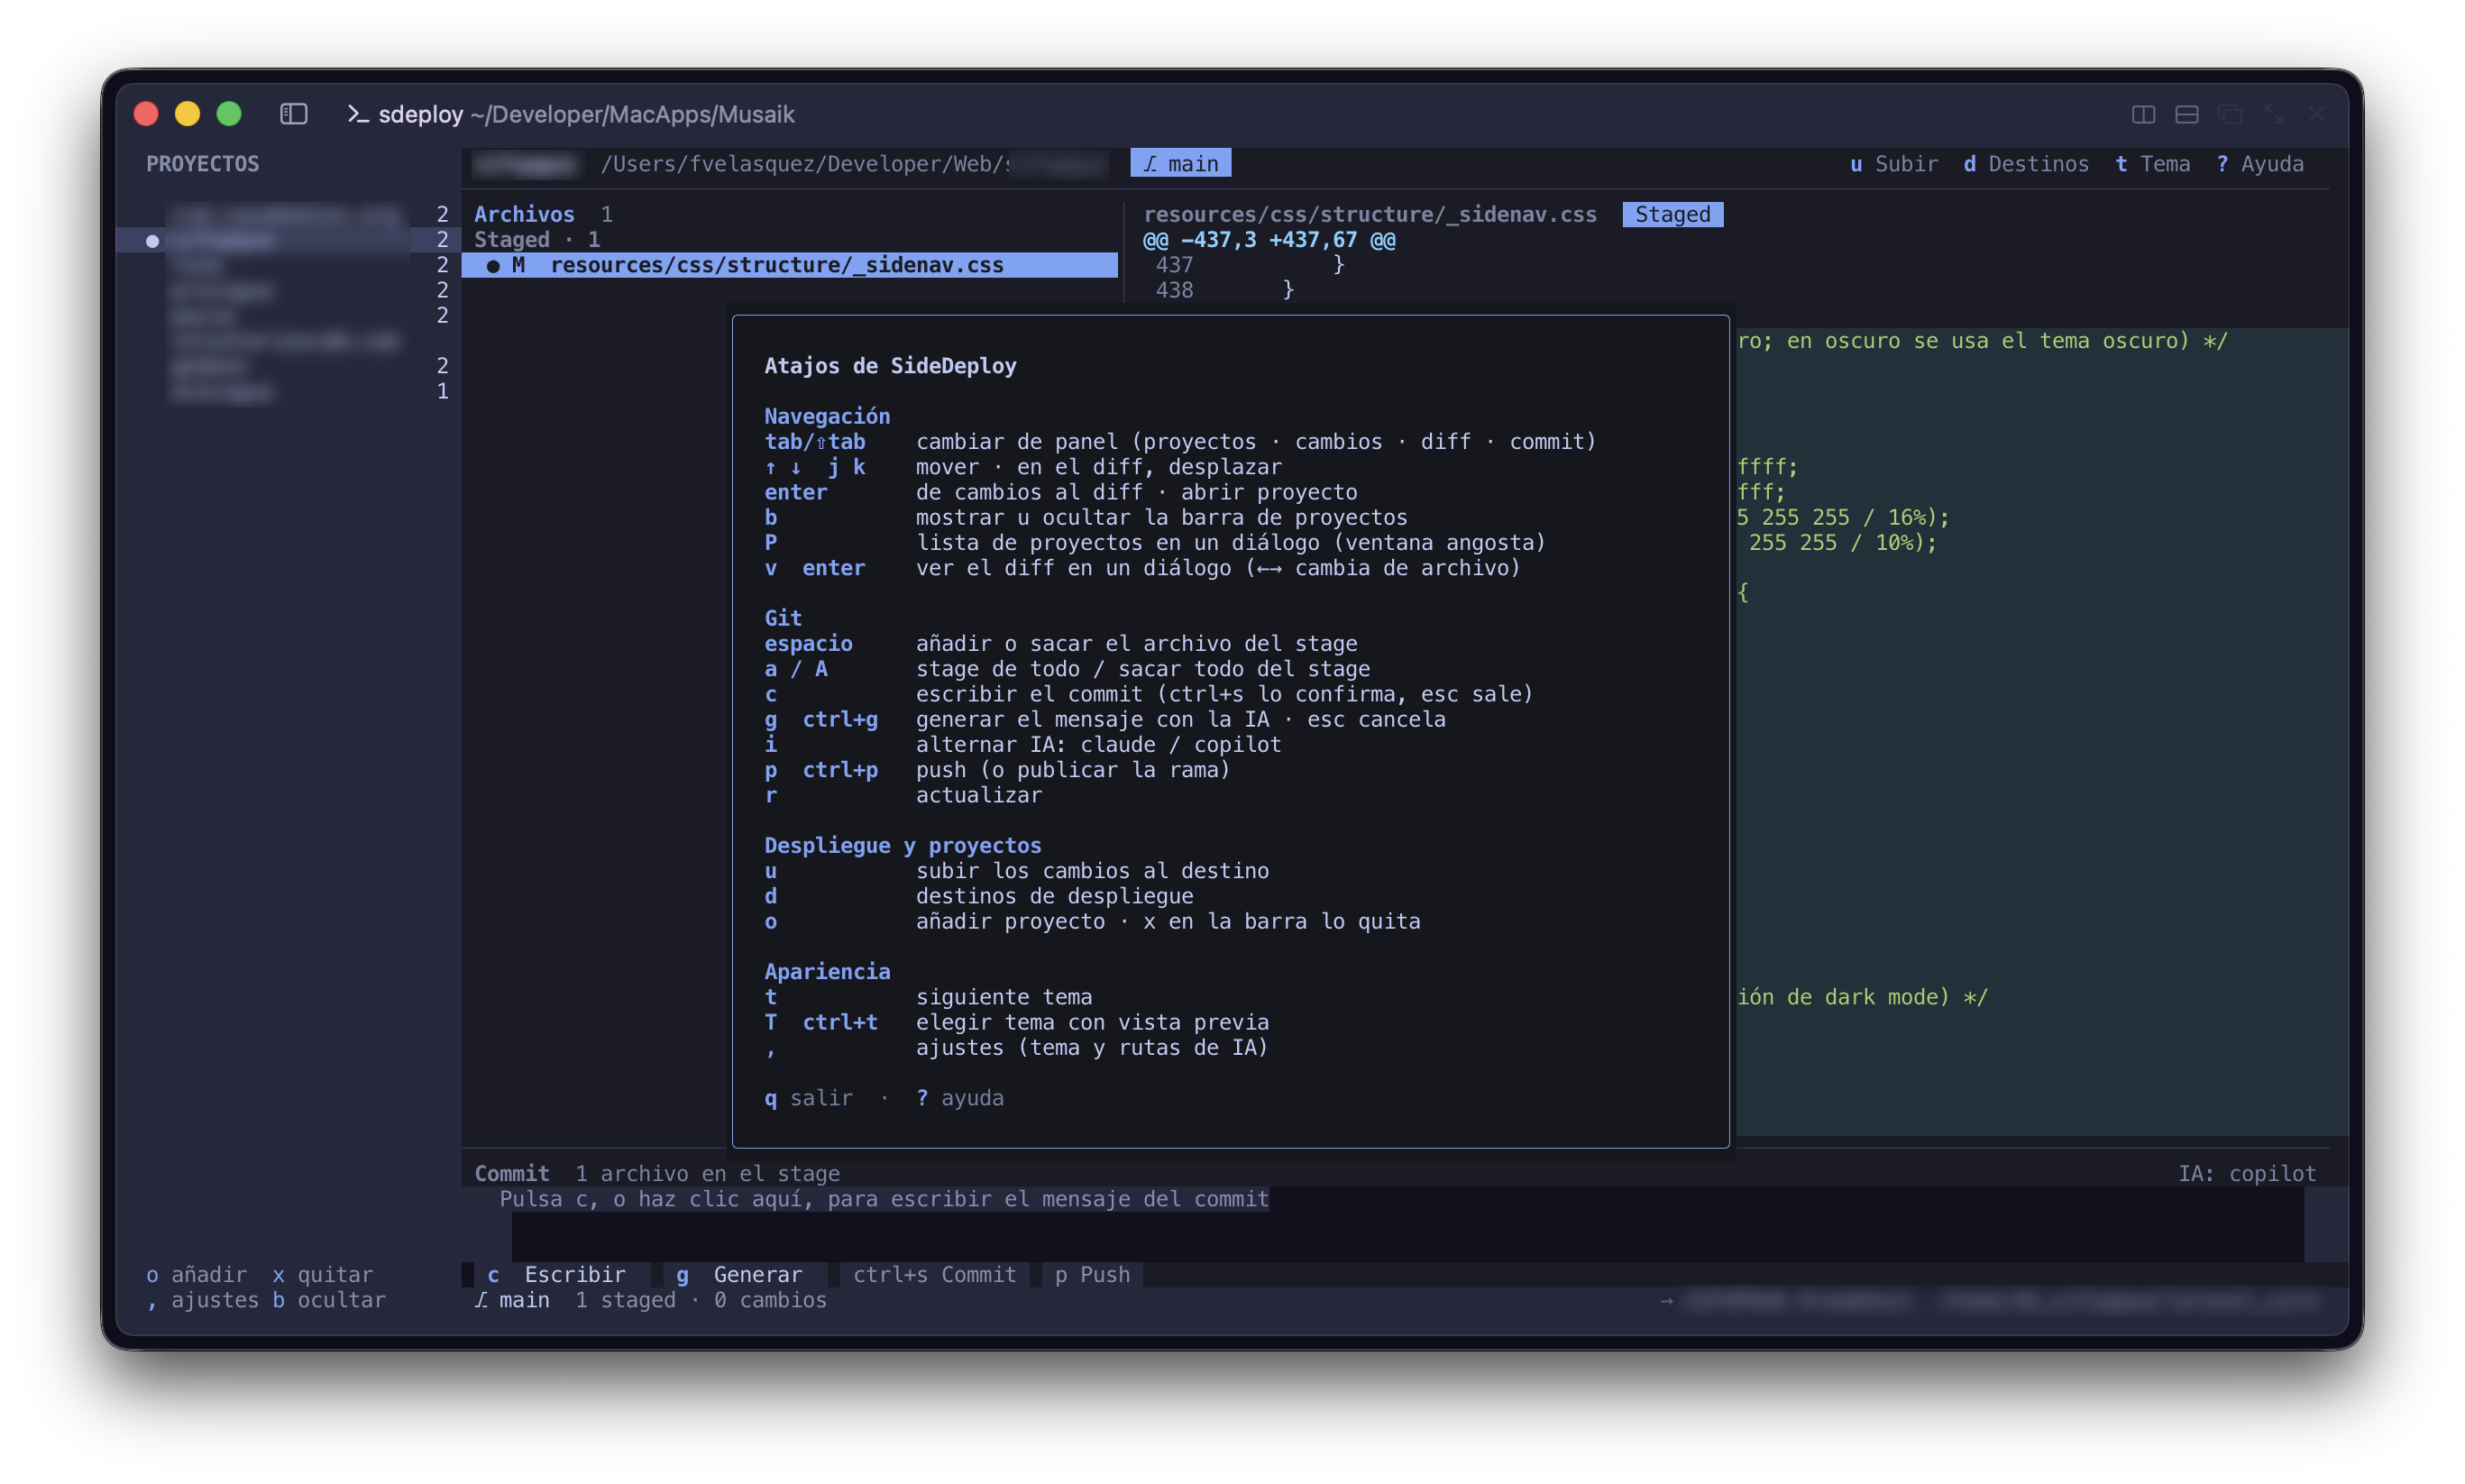 sdeploy ~/Developer/MacApps/Musaik
PROYECTOS
2
2
2
2
2
2
1
o añadir x quitar
, ajustes b ocultar
/Users/fvelasquez/Developer/Web/s
main
u Subir d Destinos t Tema ? Ayuda
Archivos 1
Staged · 1
● M resources/css/structure/_sidenav.css
resources/css/structure/_sidenav.css Staged
@@ -437,3 +437,67 @@
437 }
438 }
ro; en oscuro se usa el tema oscuro) */
ffff;
fff;
5 255 255 / 16%);
255 255 / 10%);
{
ión de dark mode) */
Atajos de SideDeploy
Navegación
tab/⇧tab cambiar de panel (proyectos · cambios · diff · commit)
↑ ↓ j k mover · en el diff, desplazar
enter de cambios al diff · abrir proyecto
b mostrar u ocultar la barra de proyectos
P lista de proyectos en un diálogo (ventana angosta)
v enter ver el diff en un diálogo (←→ cambia de archivo)
Git
espacio añadir o sacar el archivo del stage
a / A stage de todo / sacar todo del stage
c escribir el commit (ctrl+s lo confirma, esc sale)
g ctrl+g generar el mensaje con la IA · esc cancela
i alternar IA: claude / copilot
p ctrl+p push (o publicar la rama)
r actualizar
Despliegue y proyectos
u subir los cambios al destino
d destinos de despliegue
o añadir proyecto · x en la barra lo quita
Apariencia
t siguiente tema
T ctrl+t elegir tema con vista previa
, ajustes (tema y rutas de IA)
q salir · ? ayuda
Commit 1 archivo en el stage
IA: copilot
Pulsa c, o haz clic aquí, para escribir el mensaje del commit
c Escribir g Generar ctrl+s Commit p Push
main 1 staged · 0 cambios
→